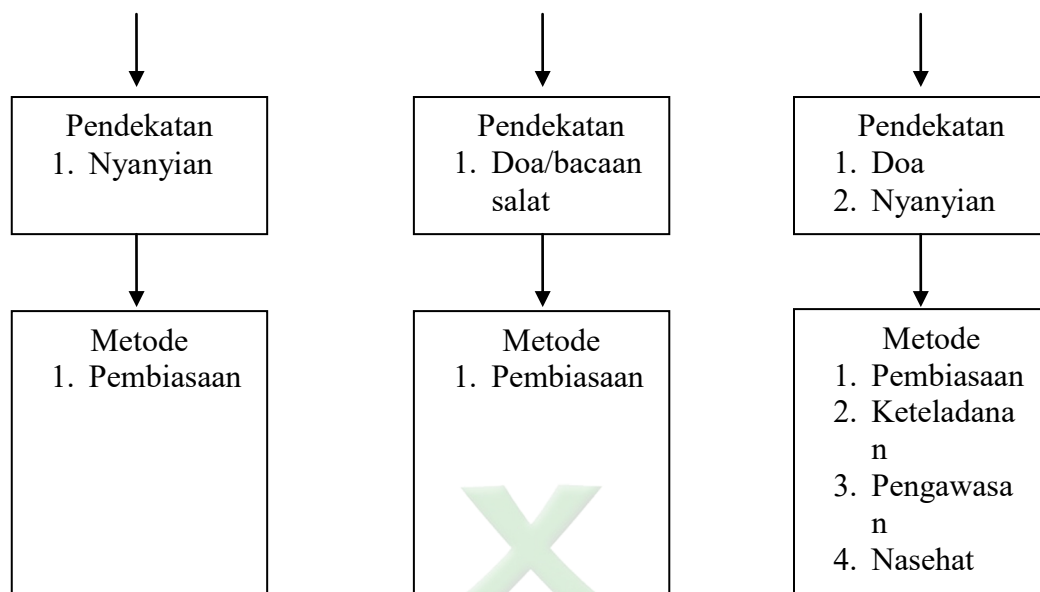 Pendekatan
1. Nyanyian
Pendekatan
1. Doa/bacaan
salat
Pendekatan
1. Doa
2. Nyanyian
Metode
1. Pembiasaan
Metode
1. Pembiasaan
Metode
1. Pembiasaan
2. Keteladana
n
3. Pengawasa
n
4. Nasehat